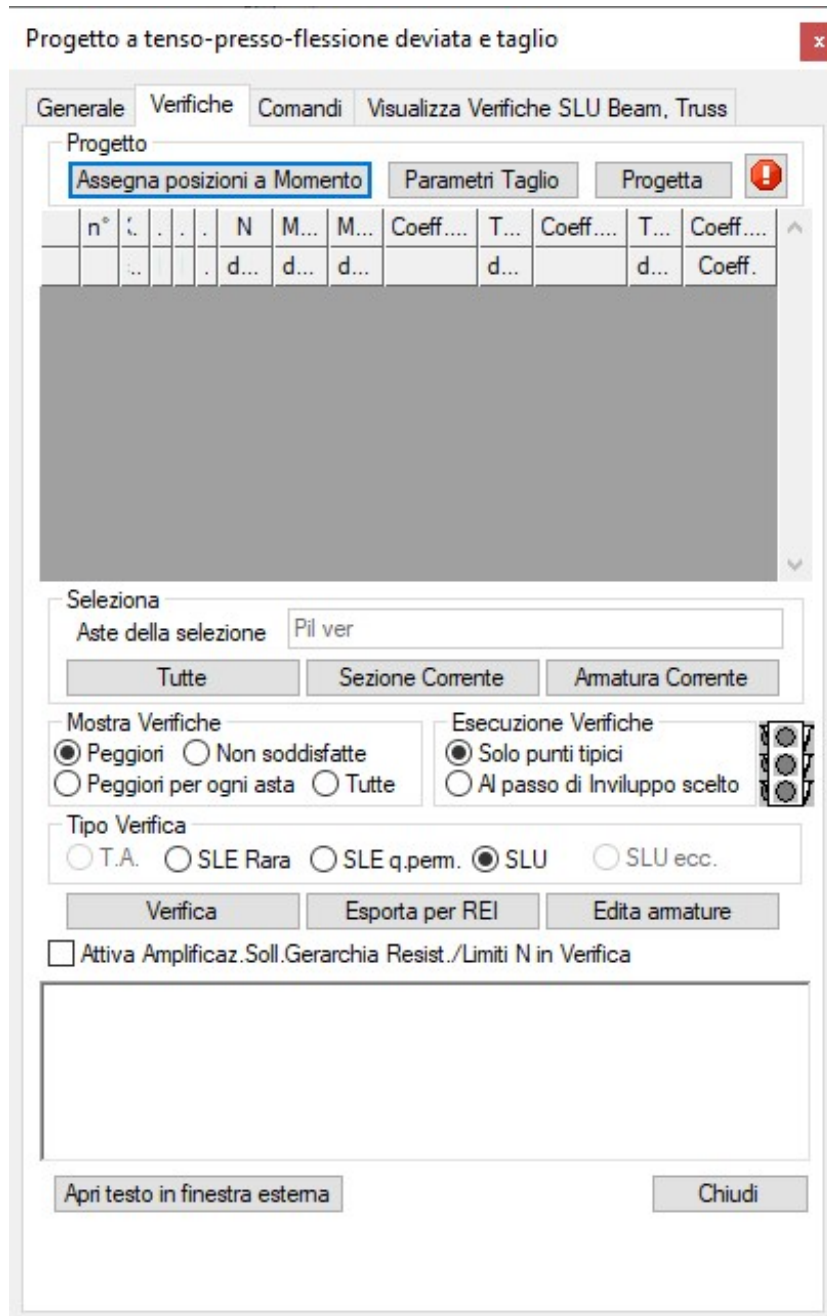 Progetto a tenso-presso-flessione deviata e taglio x
Generale Verifiche Comandi Visualizza Verifiche SLU Beam, Truss
Progetto
Assegna posizioni a Momento Parametri Taglio Progetta
n° N M... M... Coeff.... T... Coeff.... T... Coeff....
d... d... d... d... d... Coeff.
Seleziona
Aste della selezione Pil ver
Tutte Sezione Corrente Armatura Corrente
Mostra Verifiche Esecuzione Verifiche
Peggiori Non soddisfatte Solo punti tipici
Peggiori per ogni asta Tutte Al passo di Inviluppo scelto
Tipo Verifica
T.A. SLE Rara SLE q.perm. SLU SLU ecc.
Verifica Esporta per REI Edita armature
Attiva Amplificaz.Soll.Gerarchia Resist./Limiti N in Verifica
Apri testo in finestra esterna Chiudi